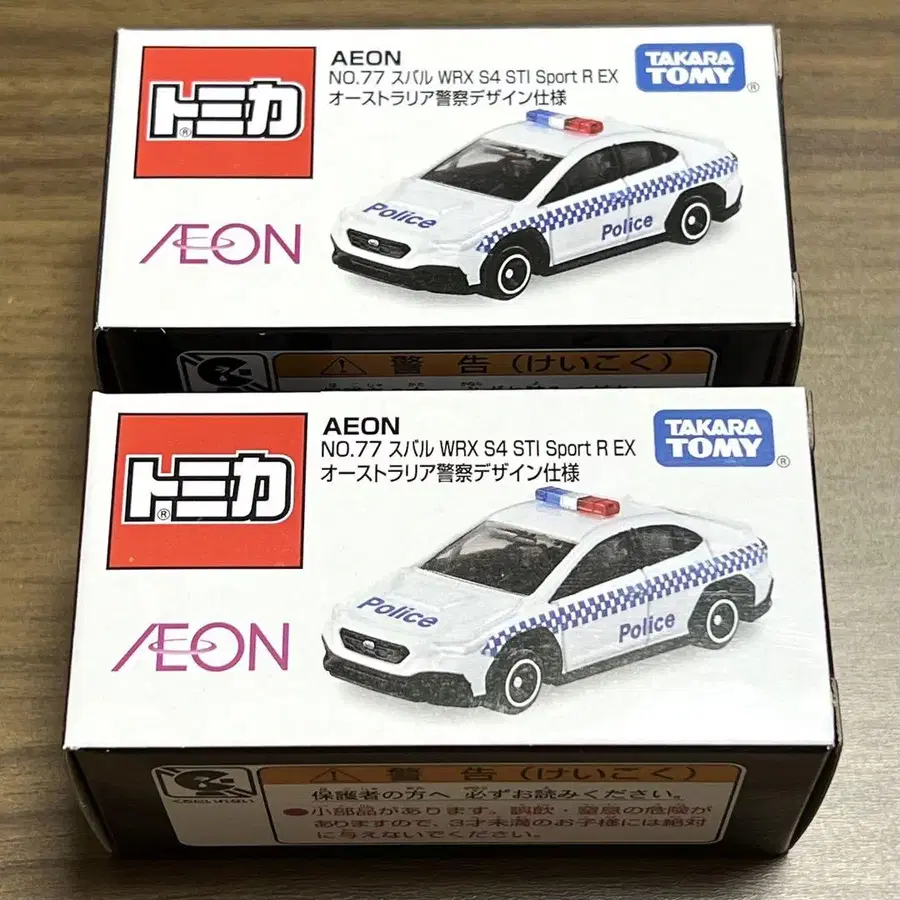 AEON
NO.77 スバル WRX S4 STI Sport R EX
オーストラリア警察デザイン仕様
TAKARA
TOMY
®
トミカ
®
AEON
Police
Police
警告(けいこく)
AEON
NO.77 スバル WRX S4 STI Sport R EX
オーストラリア警察デザイン仕様
TAKARA
TOMY
®
トミカ
®
AEON
Police
Police
警告(けいこく)
保護者の方へ 必ずお読みください。
●小部品があります。誤飲・窒息の危険が
ありますので、3才未満のお子様には絶対
に与えないでください。